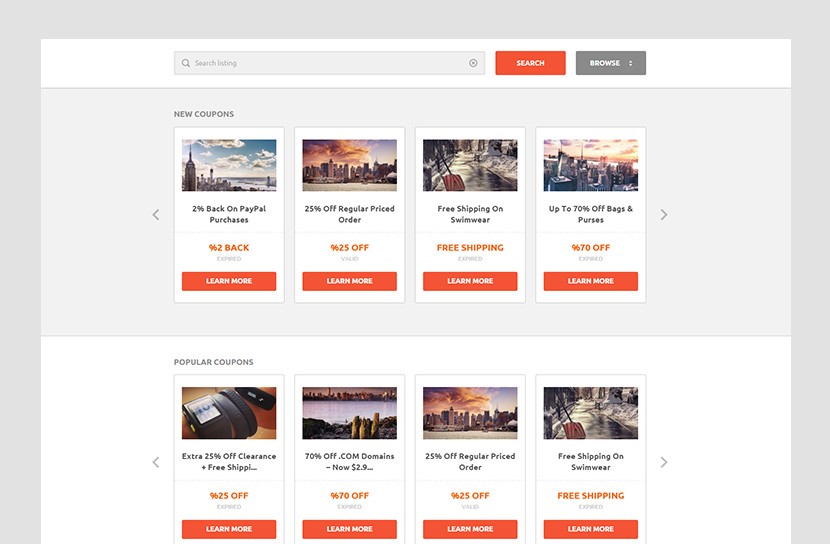 Search listing
SEARCH
BROWSE
NEW COUPONS
2% Back On PayPal
Purchases
%2 BACK
EXPIRED
LEARN MORE
25% Off Regular Priced
Order
%25 OFF
VALID
LEARN MORE
Free Shipping On
Swimwear
FREE SHIPPING
EXPIRED
LEARN MORE
Up To 70% Off Bags &
Purses
%70 OFF
EXPIRED
LEARN MORE
POPULAR COUPONS
Extra 25% Off Clearance
+ Free Shippi...
%25 OFF
EXPIRED
LEARN MORE
70% Off .COM Domains
– Now $2.9...
%70 OFF
EXPIRED
LEARN MORE
25% Off Regular Priced
Order
%25 OFF
VALID
LEARN MORE
Free Shipping On
Swimwear
FREE SHIPPING
EXPIRED
LEARN MORE